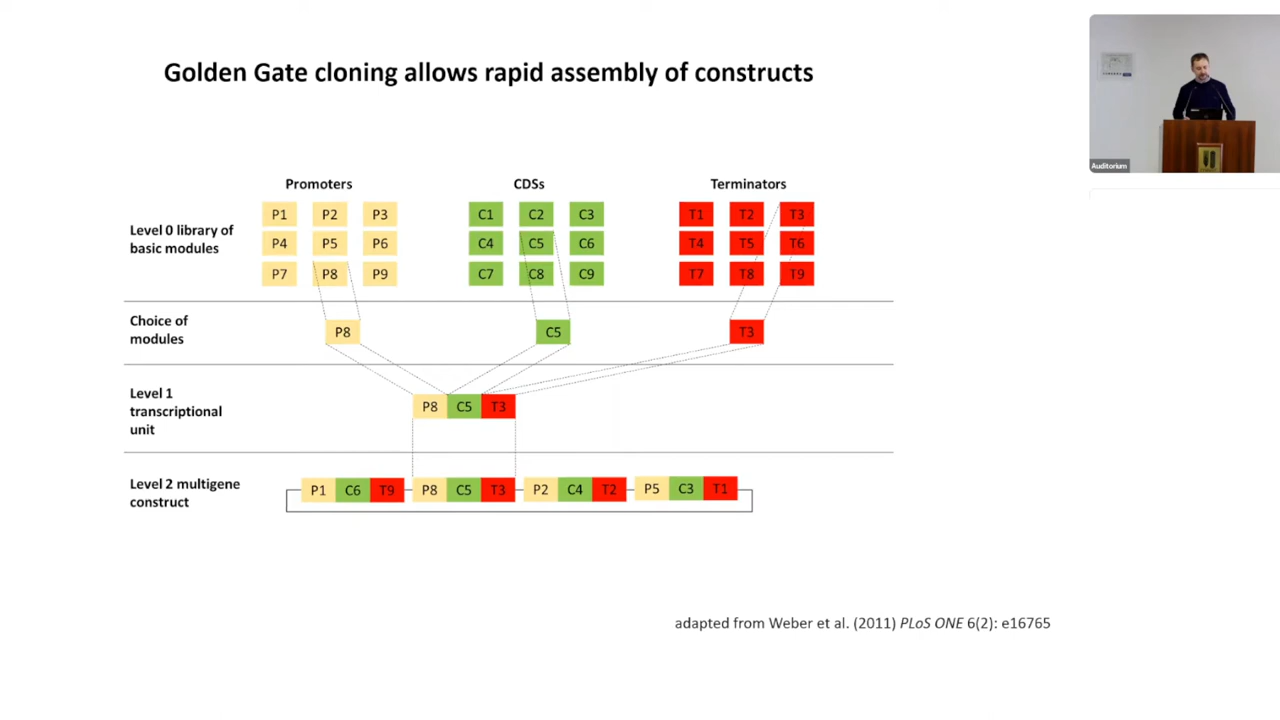 Golden Gate cloning allows rapid assembly of constructs
Promoters CDSs Terminators
P1 P2 P3 C1 C2 C3 T1 T2 T3
Level 0 library of
basic modules
P4 P5 P6 C4 C5 C6 T4 T5 T6
P7 P8 P9 C7 C8 C9 T7 T8 T9
Choice of
modules
P8 C5 T3
Level 1
transcriptional
unit
P8 C5 T3
Level 2 multigene
construct
P1 C6 T9 P8 C5 T3 P2 C4 T2 P5 C3 T1
adapted from Weber et al. (2011) PLoS ONE 6(2): e16765
Auditorium